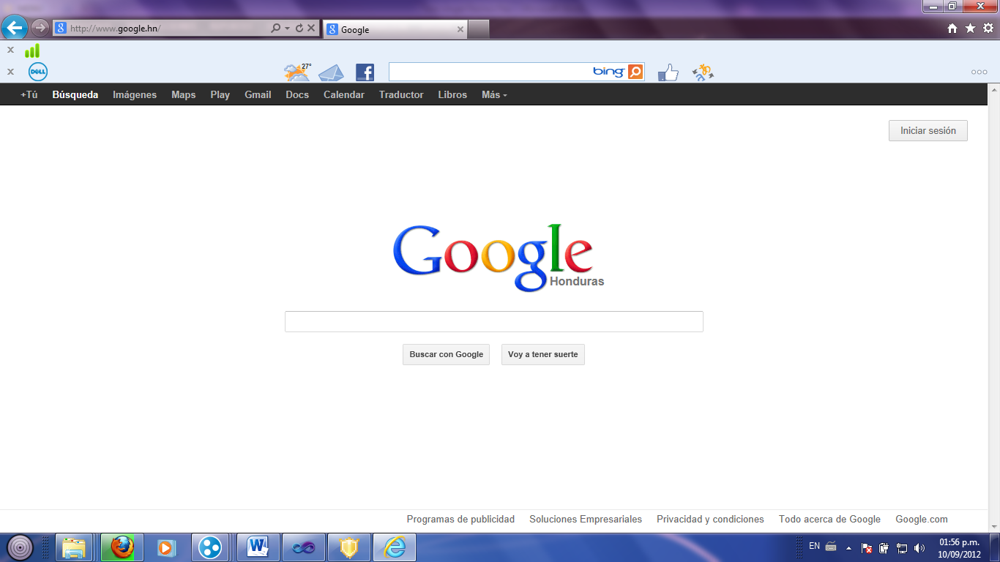 http://www.google.hn/
Google
DELL
27°
bing
+Tú Búsqueda Imágenes Maps Play Gmail Docs Calendar Traductor Libros Más
Iniciar sesión
Google
Honduras
Buscar con Google Voy a tener suerte
Programas de publicidad Soluciones Empresariales Privacidad y condiciones Todo acerca de Google Google.com
EN
01:56 p.m.
10/09/2012